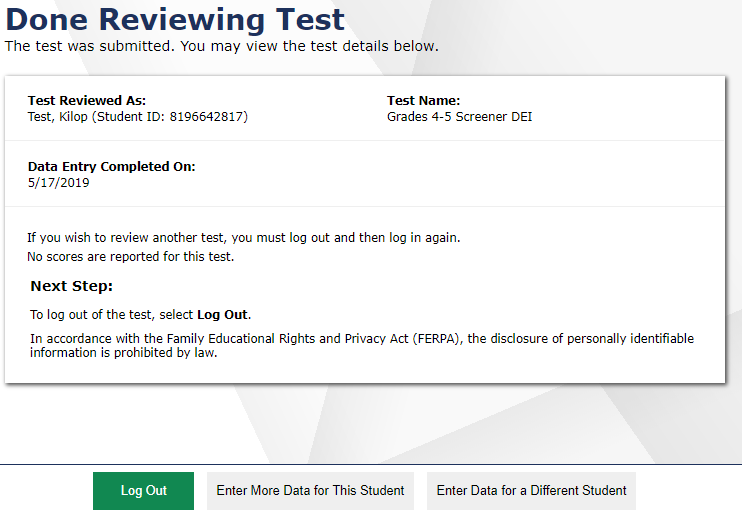 Done Reviewing Test
The test was submitted. You may view the test details below.
Test Reviewed As:
Test, Kilop (Student ID: 8196642817)
Test Name:
Grades 4-5 Screener DEI
Data Entry Completed On:
5/17/2019
If you wish to review another test, you must log out and then log in again.
No scores are reported for this test.
Next Step:
To log out of the test, select Log Out.
In accordance with the Family Educational Rights and Privacy Act (FERPA), the disclosure of personally identifiable
information is prohibited by law.
Log Out
Enter More Data for This Student
Enter Data for a Different Student